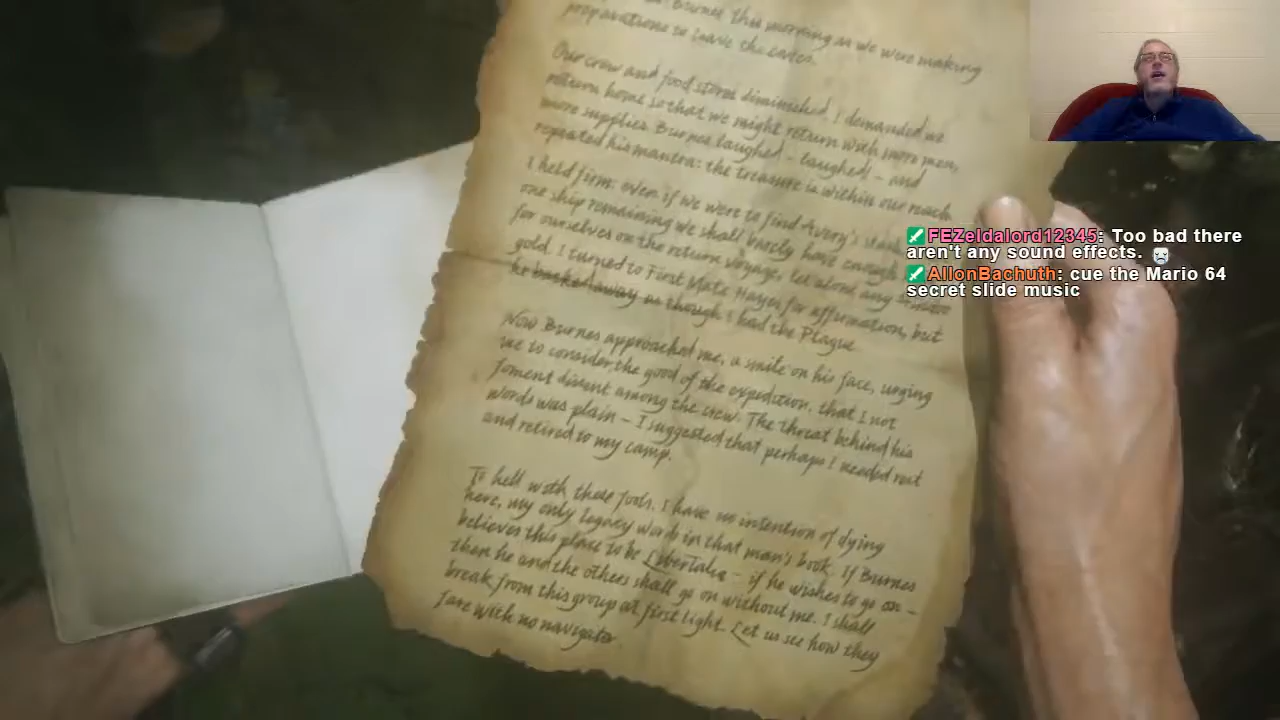 Burnes this morning as we were making
preparations to leave the caves.
Our crew and food stores diminished, I demanded we
return home so that we might return with more men,
more supplies. Burnes laughed - laughed! - and
repeated his mantra: the treasure is within our reach.
I held firm: even if we were to find Avery's
one ship remaining we shall barely have enough
for ourselves on the return voyage, let alone any
gold. I turned to First Mate Hayes for affirmation, but
he backed away as though I had the Plague
Now Burnes approached me, a smile on his face, urging
me to consider the good of the expedition, that I not
foment dissent among the crew. The threat behind his
words was plain - I suggested that perhaps I needed rest
and retired to my camp.
To hell with these fools. I have no intention of dying
here, my only legacy words in that man's book. If Burnes
believes this place to be Libertalia - if he wishes to go on -
then he and the others shall go on without me. I shall
break from this group at first light. Let us see how they
fare with no navigator.
FEZeldalord12345: Too bad there
aren't any sound effects.
AllonBachuth: cue the Mario 64
secret slide music